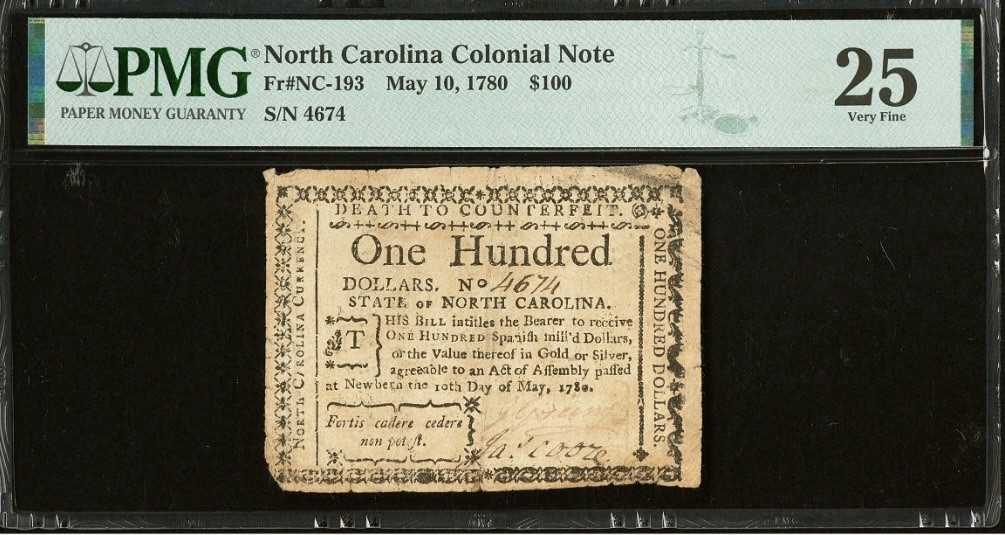 PMG® North Carolina Colonial Note
Fr#NC-193 May 10, 1780 $100
PAPER MONEY GUARANTY S/N 4674
25
Very Fine
DEATH TO COUNTERFEIT.
One Hundred
DOLLARS. No 4674
STATE OF NORTH CAROLINA.
THIS BILL intitles the Bearer to receive
ONE HUNDRED Spanish mill'd Dollars,
or the Value thereof in Gold or Silver,
agreeable to an Act of Assembly passed
at Newbern the 10th Day of May, 1780.
Fortis cadere cedere
non potest.
NORTH CAROLINA CURRENCY.
ONE HUNDRED DOLLARS.